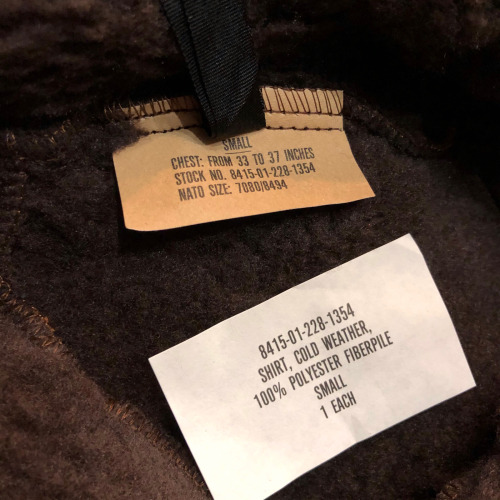 SMALL
CHEST: FROM 33 TO 37 INCHES
STOCK NO. 8415-01-228-1354
NATO SIZE: 7080/8494
8415-01-228-1354
SHIRT, COLD WEATHER,
100% POLYESTER FIBERPILE
SMALL
1 EACH